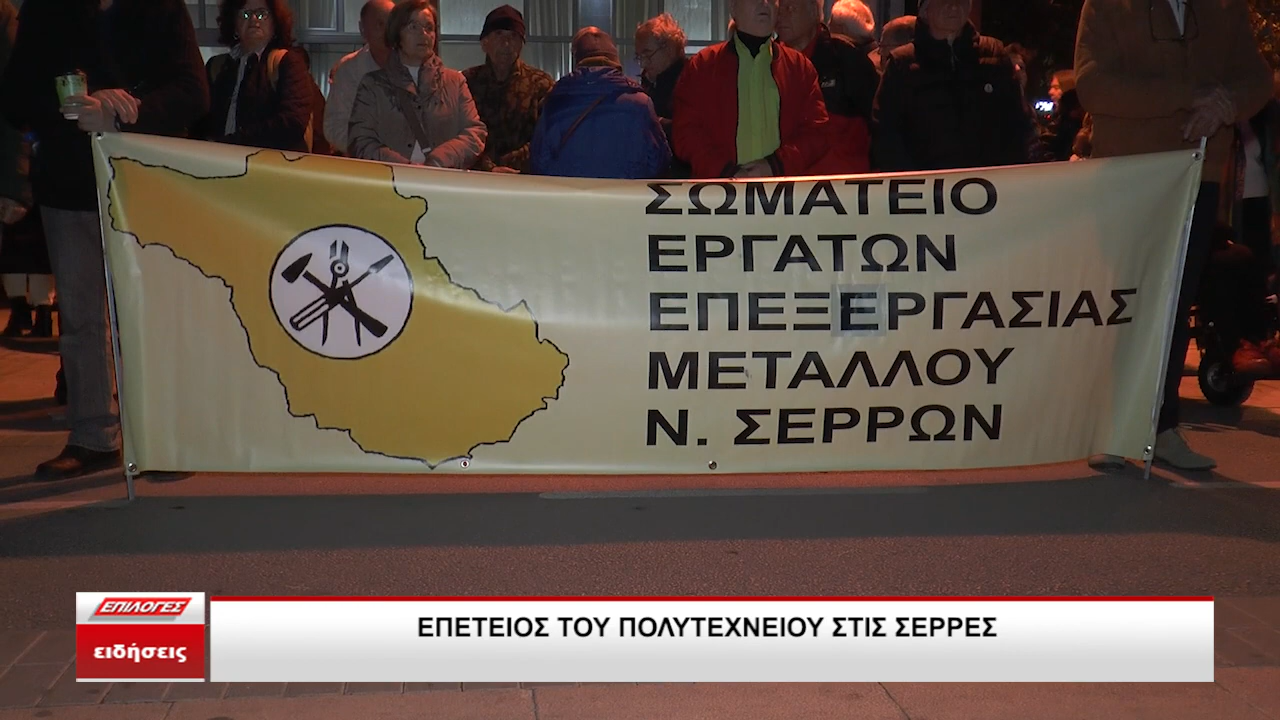 ΣΩΜΑΤΕΙΟ
ΕΡΓΑΤΩΝ
ΕΠΕΞΕΡΓΑΣΙΑΣ
ΜΕΤΑΛΛΟΥ
Ν. ΣΕΡΡΩΝ
ΕΠΙΛΟΓΕΣ
ειδήσεις
ΕΠΕΤΕΙΟΣ ΤΟΥ ΠΟΛΥΤΕΧΝΕΙΟΥ ΣΤΙΣ ΣΕΡΡΕΣ